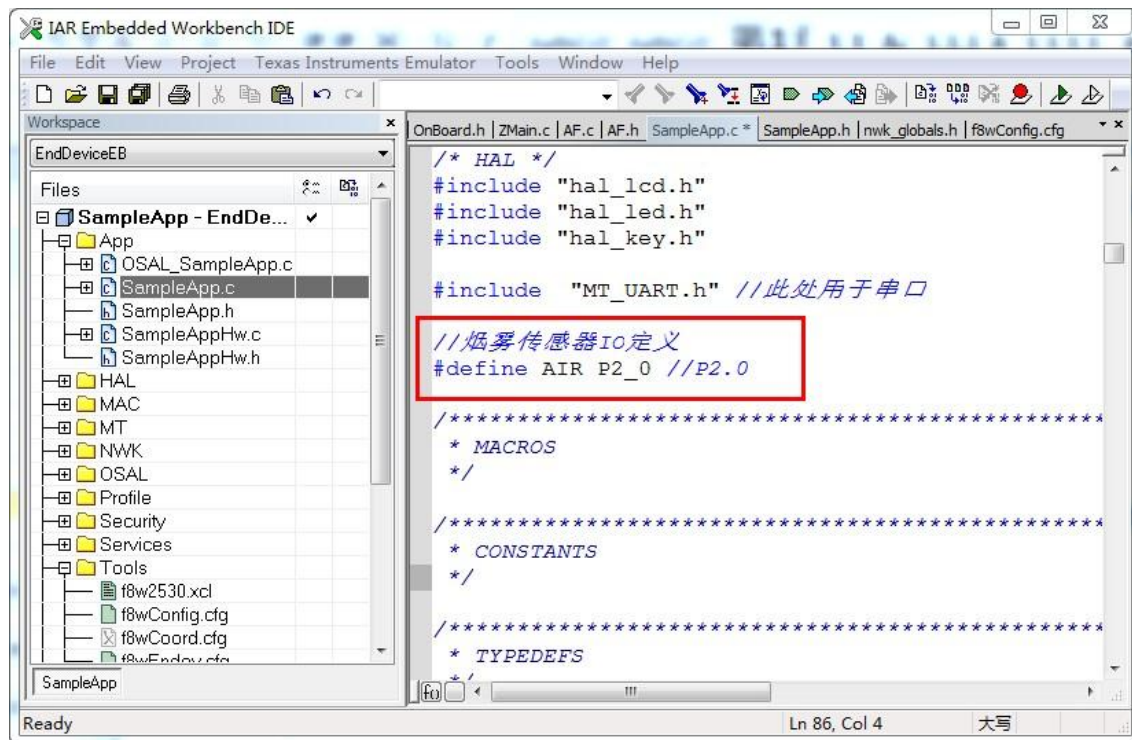 IAR Embedded Workbench IDE
File Edit View Project Texas Instruments Emulator Tools Window Help
Workspace
OnBoard.h | ZMain.c | AF.c | AF.h SampleApp.c * SampleApp.h | nwk_globals.h | f8wConfig.cfg
EndDeviceEB
Files
SampleApp - EndDe...
App
OSAL_SampleApp.c
SampleApp.c
SampleApp.h
SampleAppHw.c
SampleAppHw.h
HAL
MAC
MT
NWK
OSAL
Profile
Security
Services
Tools
f8w2530.xcl
f8wConfig.cfg
f8wCoord.cfg
f8wEndev.cfg
SampleApp
/* HAL */
#include "hal_lcd.h"
#include "hal_led.h"
#include "hal_key.h"
#include  "MT_UART.h" //此处用于串口
//烟雾传感器IO定义
#define AIR P2_0 //P2.0
/*************************************************
* MACROS
*/
/*************************************************
* CONSTANTS
*/
/*************************************************
* TYPEDEFS
*/
Ready
Ln 86, Col 4
大写